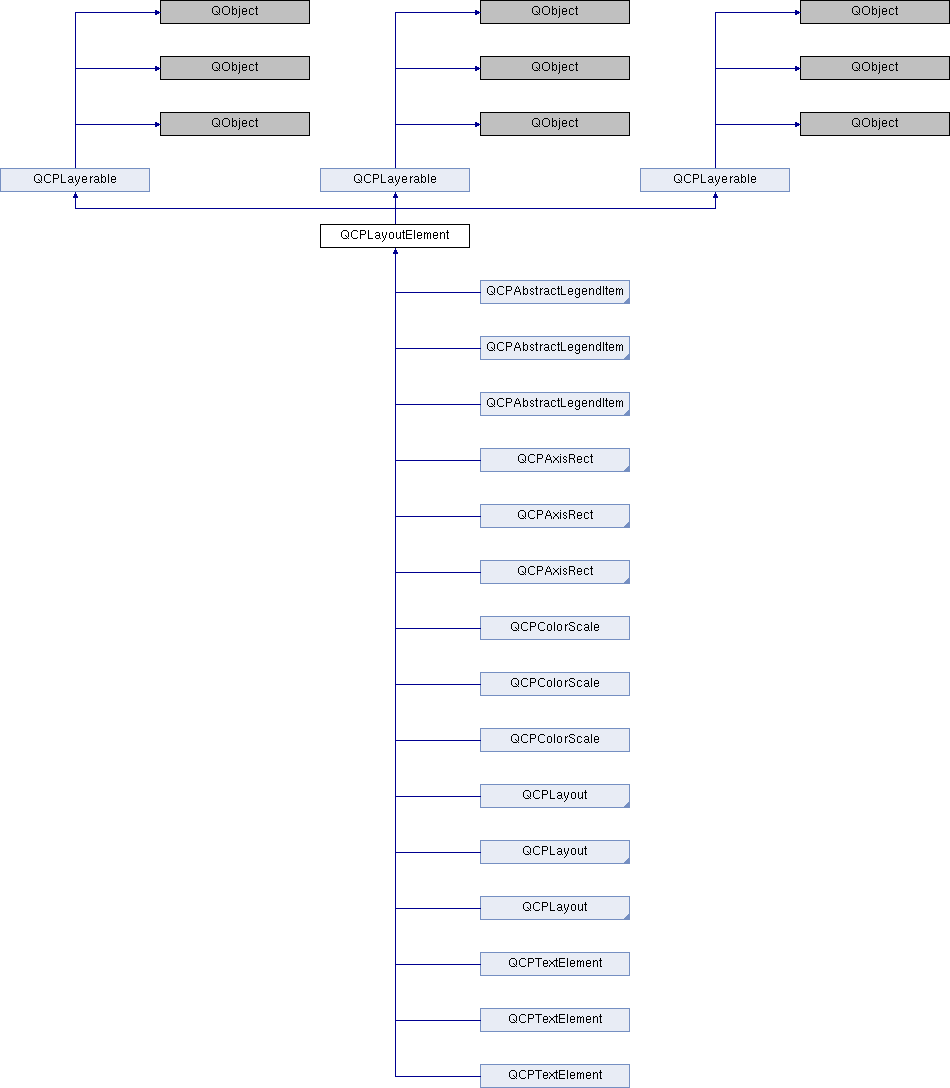 QObject QObject QObject
QObject QObject QObject
QObject QObject QObject
QCPLayerable QCPLayerable QCPLayerable
QCPLayoutElement
QCPAbstractLegendItem
QCPAbstractLegendItem
QCPAbstractLegendItem
QCPAxisRect
QCPAxisRect
QCPAxisRect
QCPColorScale
QCPColorScale
QCPColorScale
QCPLayout
QCPLayout
QCPLayout
QCPTextElement
QCPTextElement
QCPTextElement